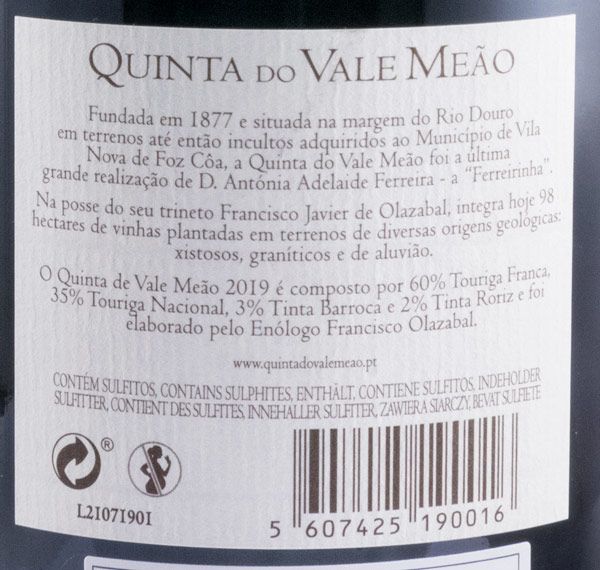 QUINTA DO VALE MEÃO
Fundada em 1877 e situada na margem do Rio Douro
em terrenos até então incultos adquiridos ao Município de Vila
Nova de Foz Côa, a Quinta do Vale Meão foi a última
grande realização de D. Antónia Adelaide Ferreira - a “Ferreirinha”.
Na posse do seu trineto Francisco Javier de Olazabal, integra hoje 98
hectares de vinhas plantadas em terrenos de diversas origens geológicas:
xistosos, graníticos e de aluvião.
O Quinta de Vale Meão 2019 é composto por 60% Touriga Franca,
35% Touriga Nacional, 3% Tinta Barroca e 2% Tinta Roriz e foi
elaborado pelo Enólogo Francisco Olazabal.
www.quintadovalemeao.pt
CONTÉM SULFITOS, CONTAINS SULPHITES, ENTHÄLT, CONTIENE SULFITOS, INDEHOLDER
SULFITTER, CONTIENT DES SULFITES, INNEHALLER SULFITER, ZAWIERA SIARCZY, BEVAT SULFIETE
®
L21071901
5 607425 190016